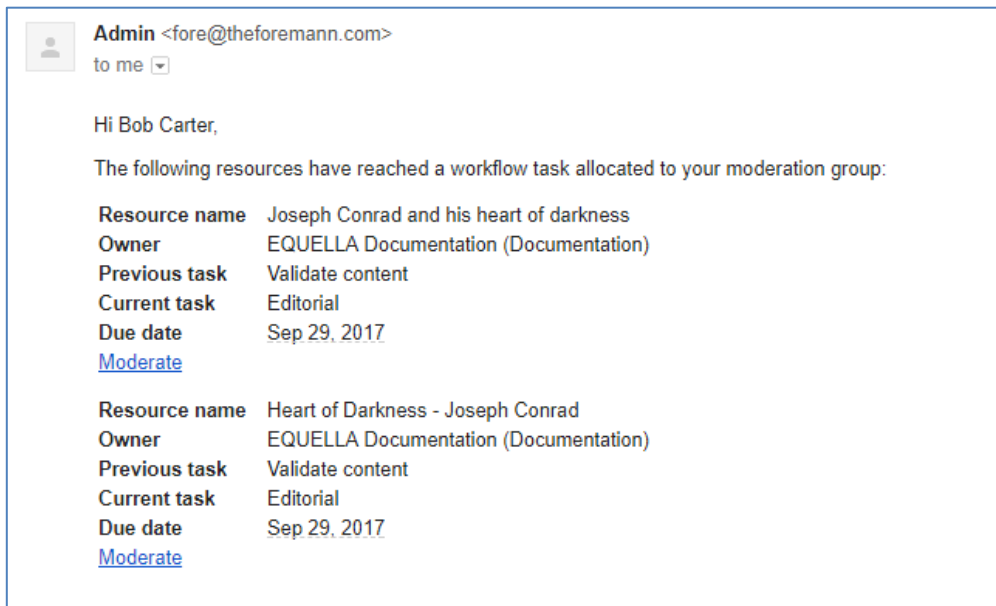 Admin <fore@theforemann.com>
to me
Hi Bob Carter,
The following resources have reached a workflow task allocated to your moderation group:
Resource name Joseph Conrad and his heart of darkness
Owner EQUELLA Documentation (Documentation)
Previous task Validate content
Current task Editorial
Due date Sep 29, 2017
Moderate
Resource name Heart of Darkness - Joseph Conrad
Owner EQUELLA Documentation (Documentation)
Previous task Validate content
Current task Editorial
Due date Sep 29, 2017
Moderate